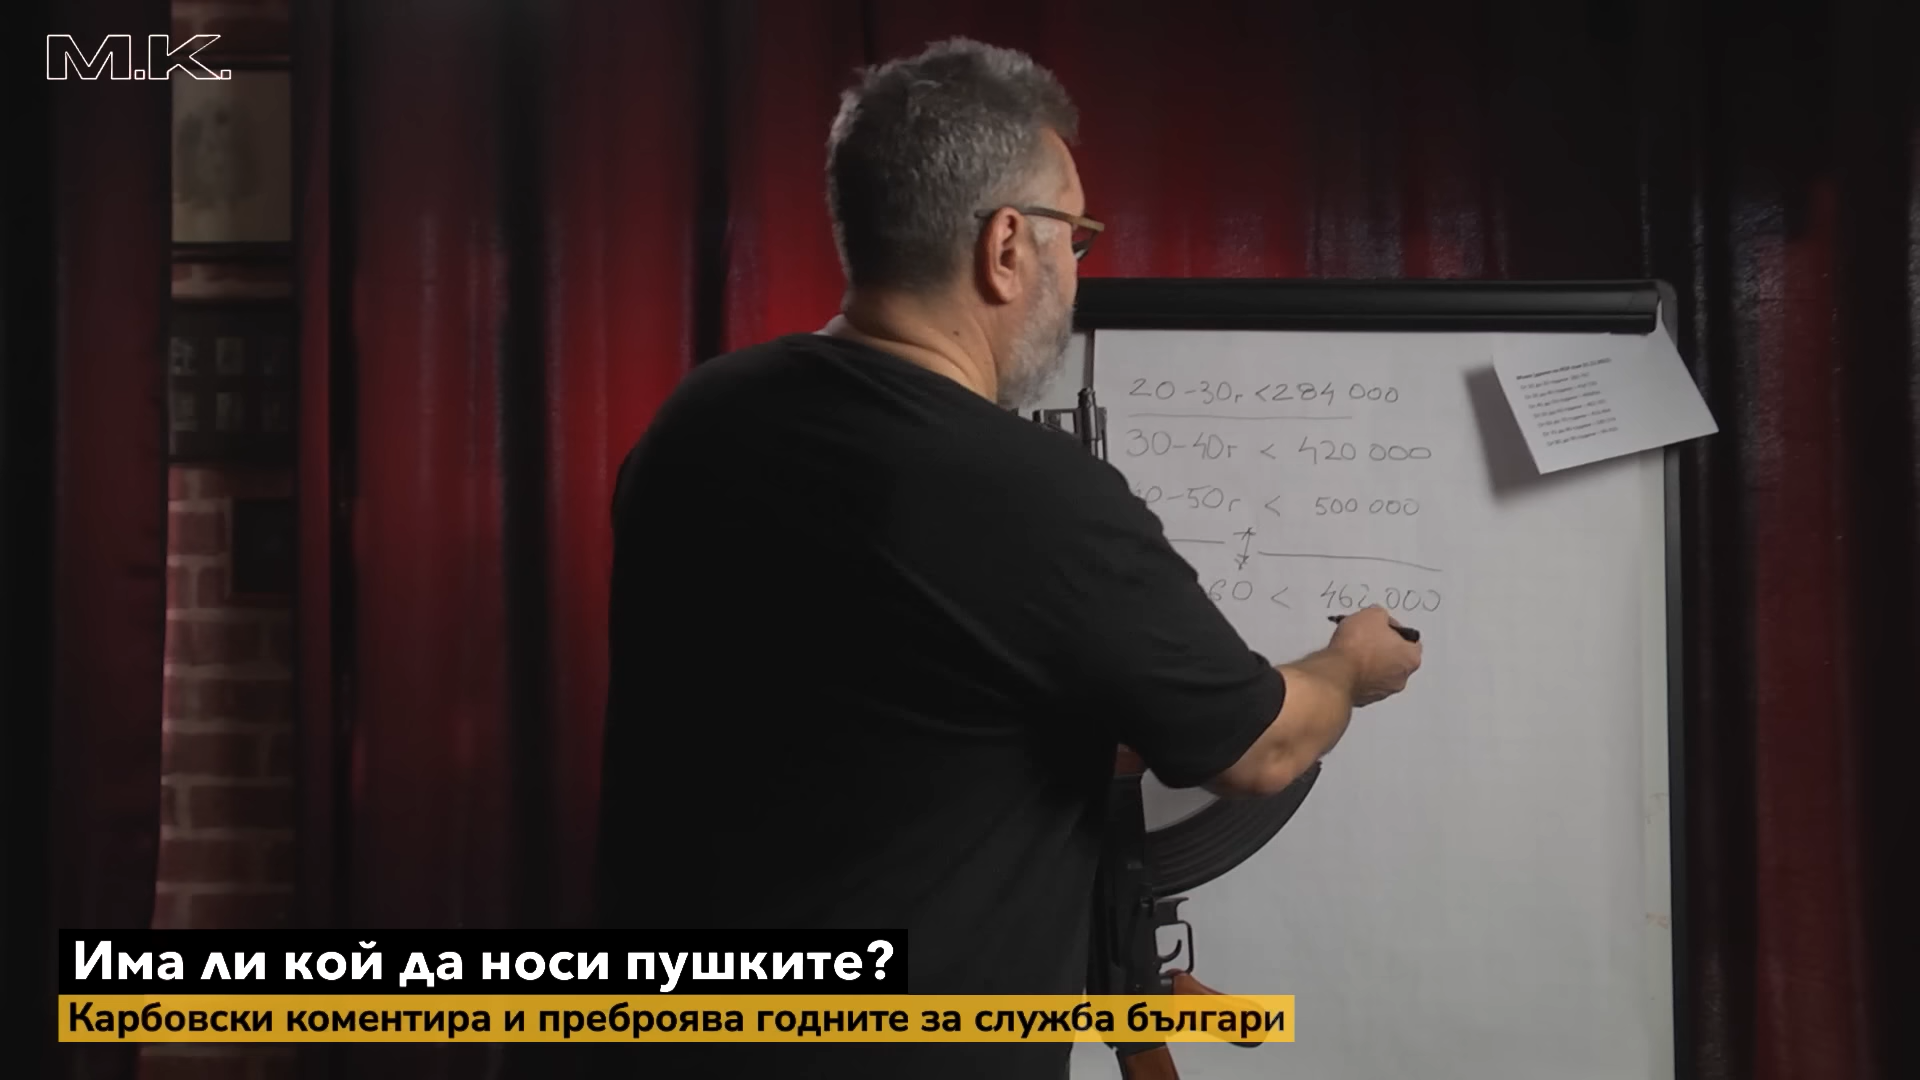 М.К.
20-30г <284 000
30-40г < 420 000
0-50г < 500 000
60 < 462 000
Има ли кой да носи пушките?
Карбовски коментира и преброява годните за служба българи